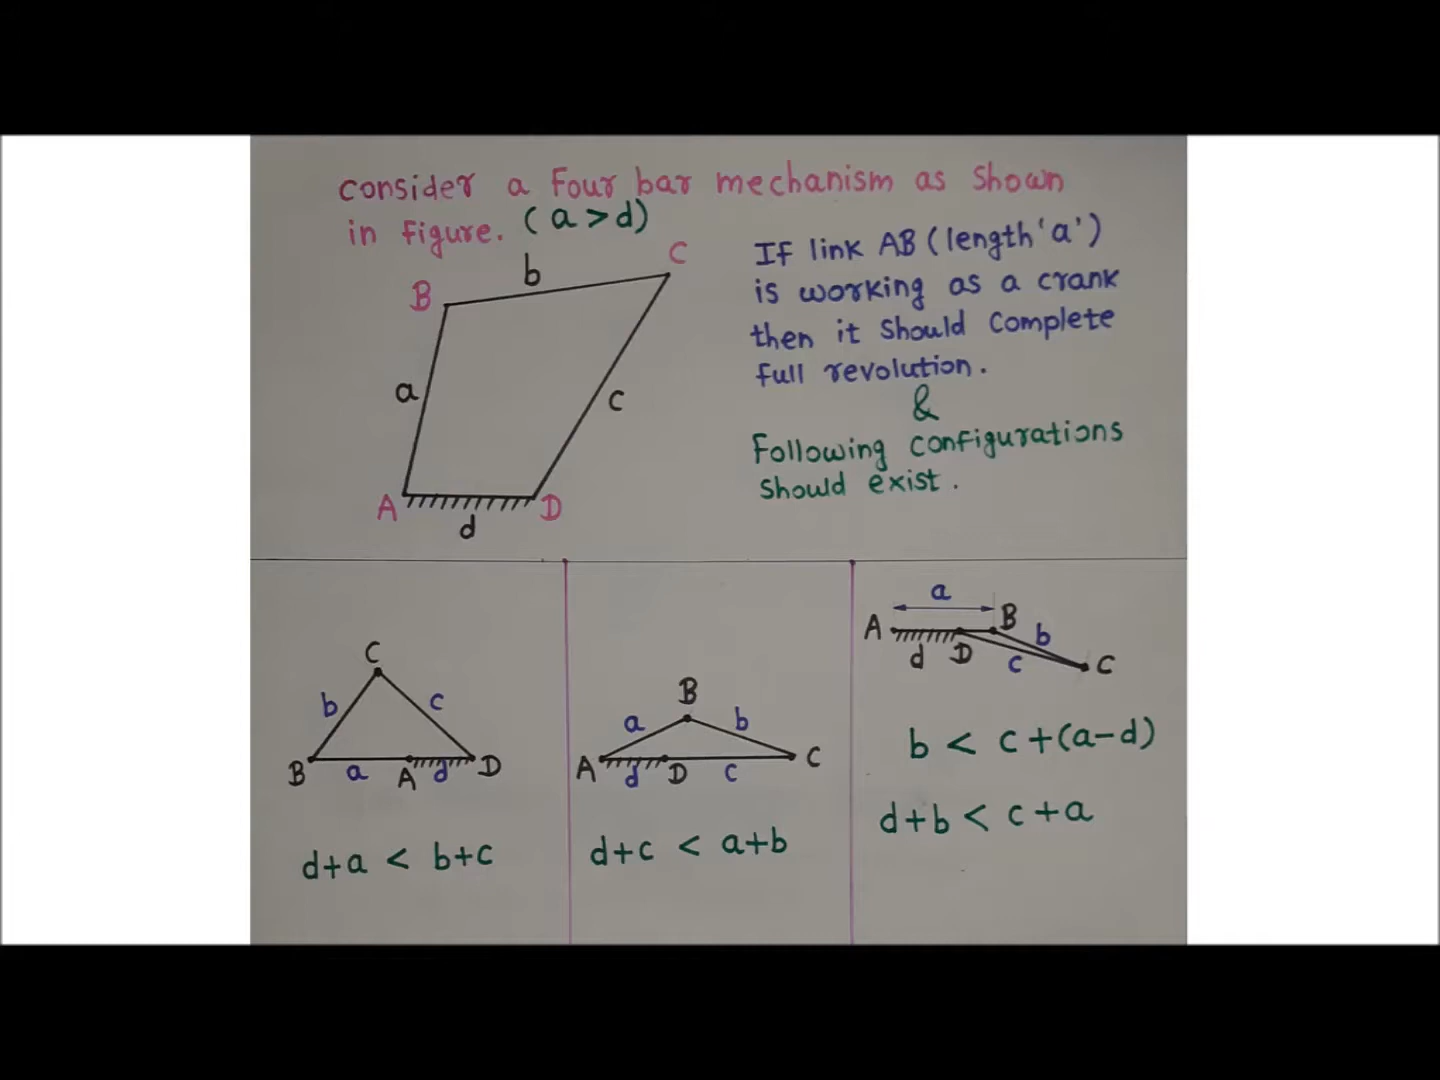 consider a Four bar mechanism as shown
in figure. (a > d)
b
C
B
a
c
A
D
d
If link AB (length 'a')
is working as a crank
then it should complete
full revolution.
&
Following configurations
should exist.
C
b
c
B
a
A
d
D
d+a < b+c
B
a
b
A
d
D
c
C
d+c < a+b
a
A
B
b
d
D
c
C
b < c+(a-d)
d+b < c+a